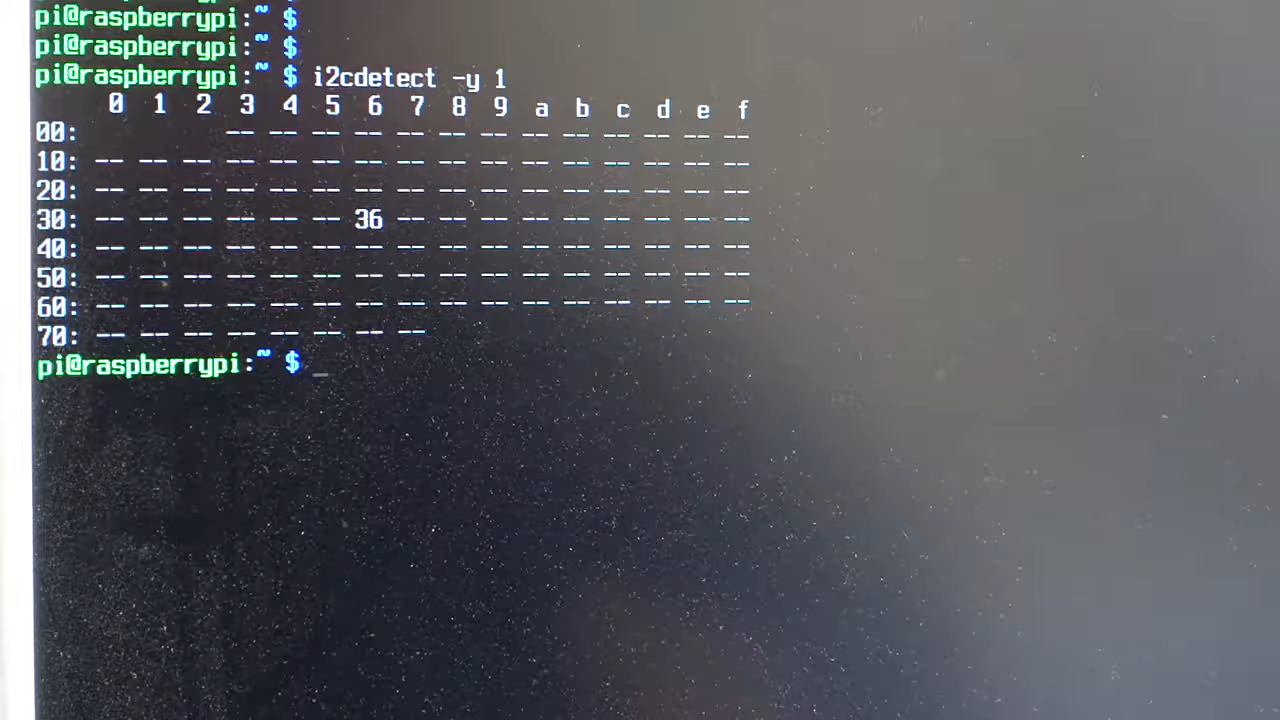 pi@raspberrypi:~ $
pi@raspberrypi:~ $
pi@raspberrypi:~ $ i2cdetect -y 1
     0  1  2  3  4  5  6  7  8  9  a  b  c  d  e  f
00:          -- -- -- -- -- -- -- -- -- -- -- -- --
10: -- -- -- -- -- -- -- -- -- -- -- -- -- -- -- --
20: -- -- -- -- -- -- -- -- -- -- -- -- -- -- -- --
30: -- -- -- -- -- -- 36 -- -- -- -- -- -- -- -- --
40: -- -- -- -- -- -- -- -- -- -- -- -- -- -- -- --
50: -- -- -- -- -- -- -- -- -- -- -- -- -- -- -- --
60: -- -- -- -- -- -- -- -- -- -- -- -- -- -- -- --
70: -- -- -- -- -- -- -- --
pi@raspberrypi:~ $ _